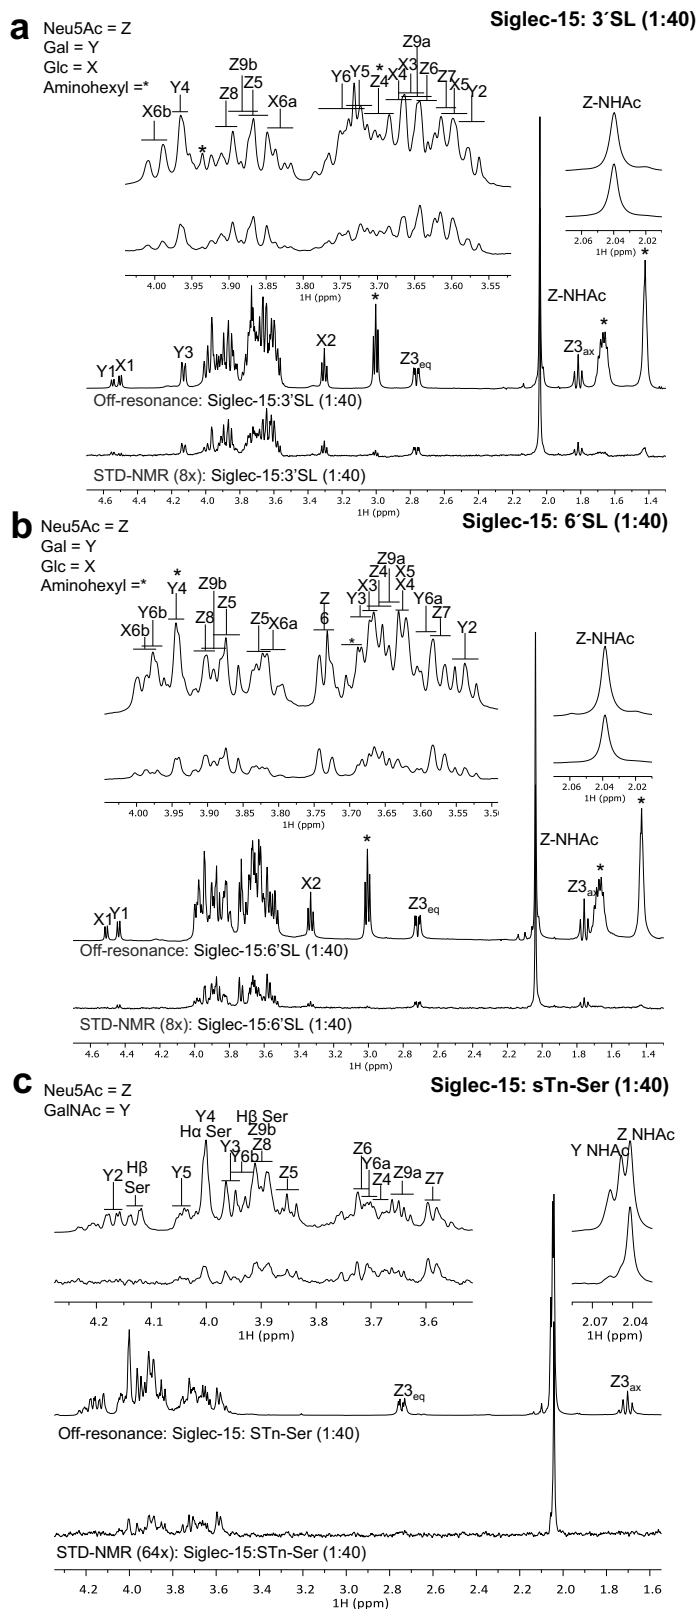 a
Siglec-15: 3´SL (1:40)
Neu5Ac = Z
Gal = Y
Glc = X
Aminohexyl =*
X6b
Y4
*
Z8
Z9b
Z5
X6a
Y6
Y5
*
Z4
X4
X3
Z9a
Z6
Z7
X5
Y2
4.00 3.95 3.90 3.85 3.80 3.75 3.70 3.65 3.60 3.55
1H (ppm)
Z-NHAc
2.06 2.04 2.02
1H (ppm)
Y1
X1
Y3
X2
*
Z3eq
Z-NHAc
Z3ax
*
*
Off-resonance: Siglec-15:3'SL (1:40)
STD-NMR (8x): Siglec-15:3'SL (1:40)
4.6 4.4 4.2 4.0 3.8 3.6 3.4 3.2 3.0 2.8 2.6 2.4 2.2 2.0 1.8 1.6 1.4
1H (ppm)
b
Siglec-15: 6´SL (1:40)
Neu5Ac = Z
Gal = Y
Glc = X
Aminohexyl =*
X6b
Y6b
*
Y4
Z8
Z9b
Z5
Z5
X6a
Z
6
*
Y3
X3
Z4
Z9a
X5
X4
Y6a
Z7
Y2
4.00 3.95 3.90 3.85 3.80 3.75 3.70 3.65 3.60 3.55 3.50
1H (ppm)
Z-NHAc
2.06 2.04 2.02
1H (ppm)
X1
Y1
X2
*
Z3eq
Z-NHAc
Z3ax
*
*
Off-resonance: Siglec-15:6'SL (1:40)
STD-NMR (8x): Siglec-15:6'SL (1:40)
4.6 4.4 4.2 4.0 3.8 3.6 3.4 3.2 3.0 2.8 2.6 2.4 2.2 2.0 1.8 1.6 1.4
1H (ppm)
c
Siglec-15: sTn-Ser (1:40)
Neu5Ac = Z
GalNAc = Y
Y2
Hβ
Ser
Y5
Y4
Hα Ser
Y3
Y6b
Hβ Ser
Z9b
Z8
Z5
Z6
Y6a
Z4
Z9a
Z7
4.2 4.1 4.0 3.9 3.8 3.7 3.6
1H (ppm)
Y NHAc
Z NHAc
2.07 2.04
1H (ppm)
Z3eq
Z3ax
Off-resonance: Siglec-15: STn-Ser (1:40)
STD-NMR (64x): Siglec-15:STn-Ser (1:40)
4.2 4.0 3.8 3.6 3.4 3.2 3.0 2.8 2.6 2.4 2.2 2.0 1.8 1.6
1H (ppm)